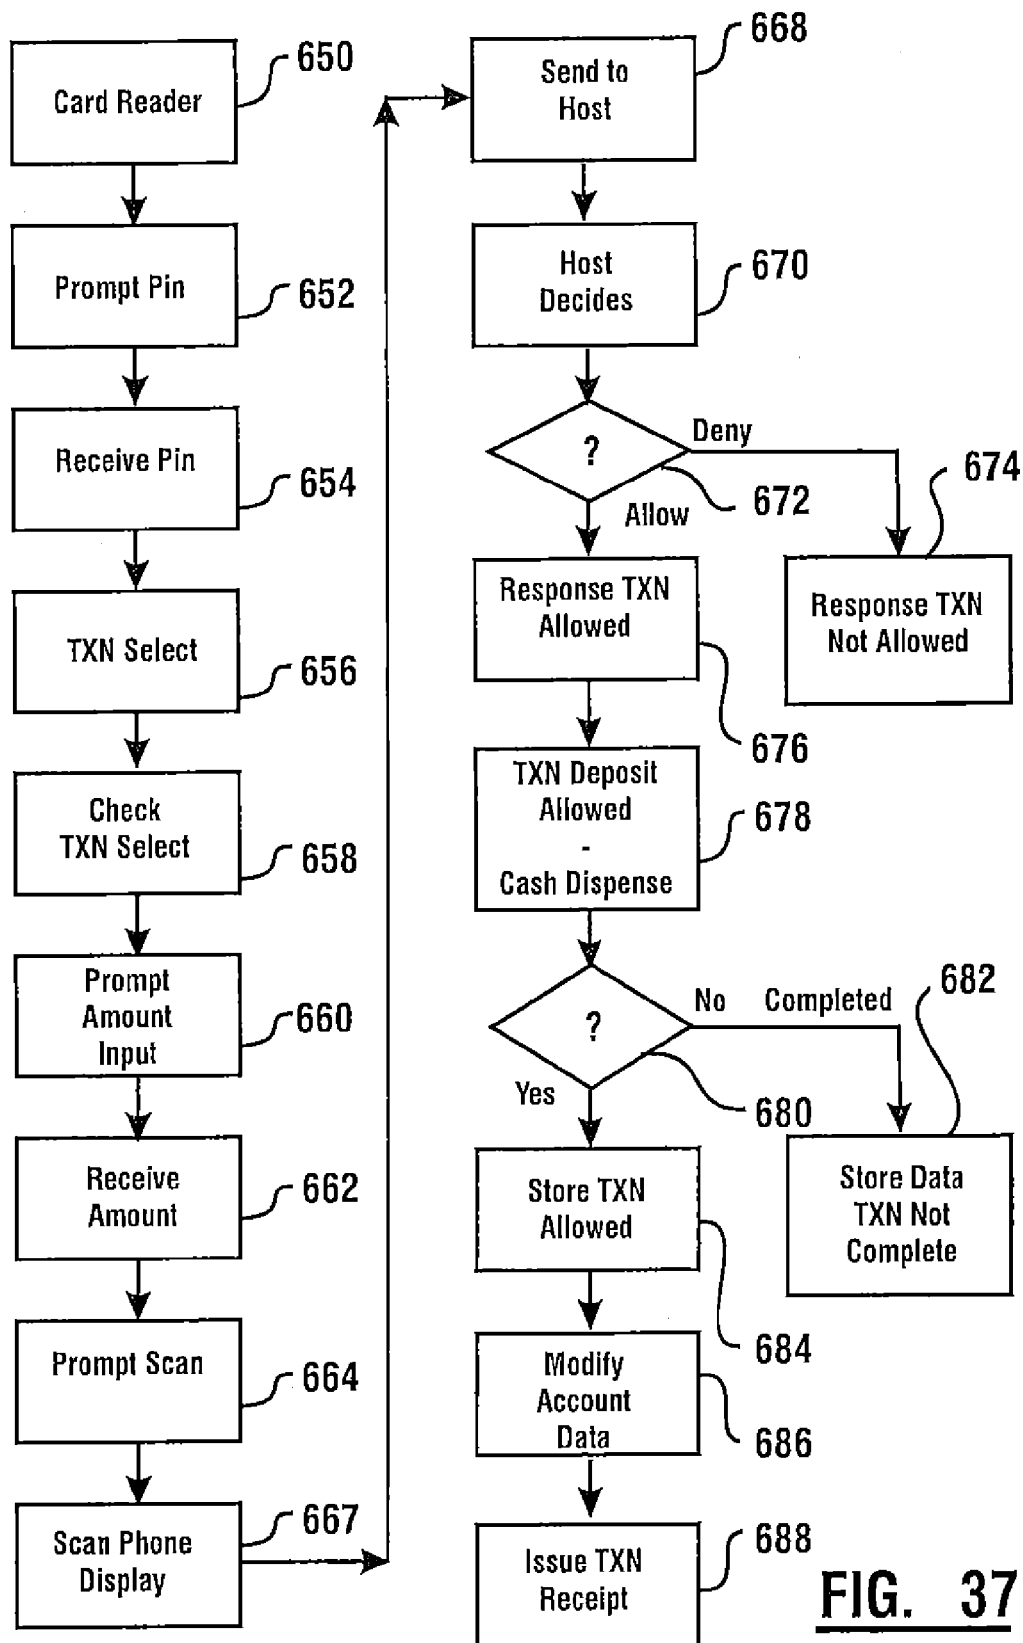 Card Reader
650
Prompt Pin
652
Receive Pin
654
TXN Select
656
Check
TXN Select
658
Prompt
Amount
Input
660
Receive
Amount
662
Prompt Scan
664
Scan Phone
Display
667
Send to
Host
668
Host
Decides
670
?
672
Deny
Allow
Response TXN
Not Allowed
674
Response TXN
Allowed
676
TXN Deposit
Allowed
-
Cash Dispense
678
?
680
No Completed
Yes
Store Data
TXN Not
Complete
682
Store TXN
Allowed
684
Modify
Account
Data
686
Issue TXN
Receipt
688
FIG. 37